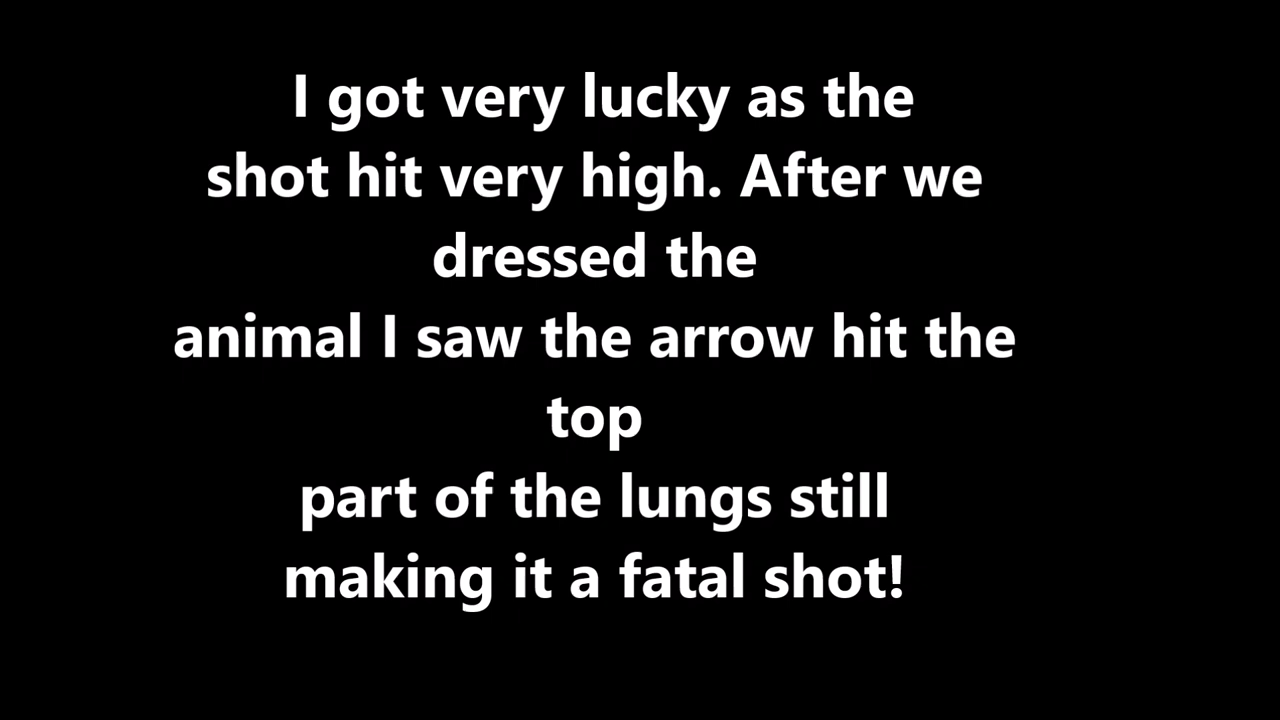 I got very lucky as the
shot hit very high. After we
dressed the
animal I saw the arrow hit the
top
part of the lungs still
making it a fatal shot!